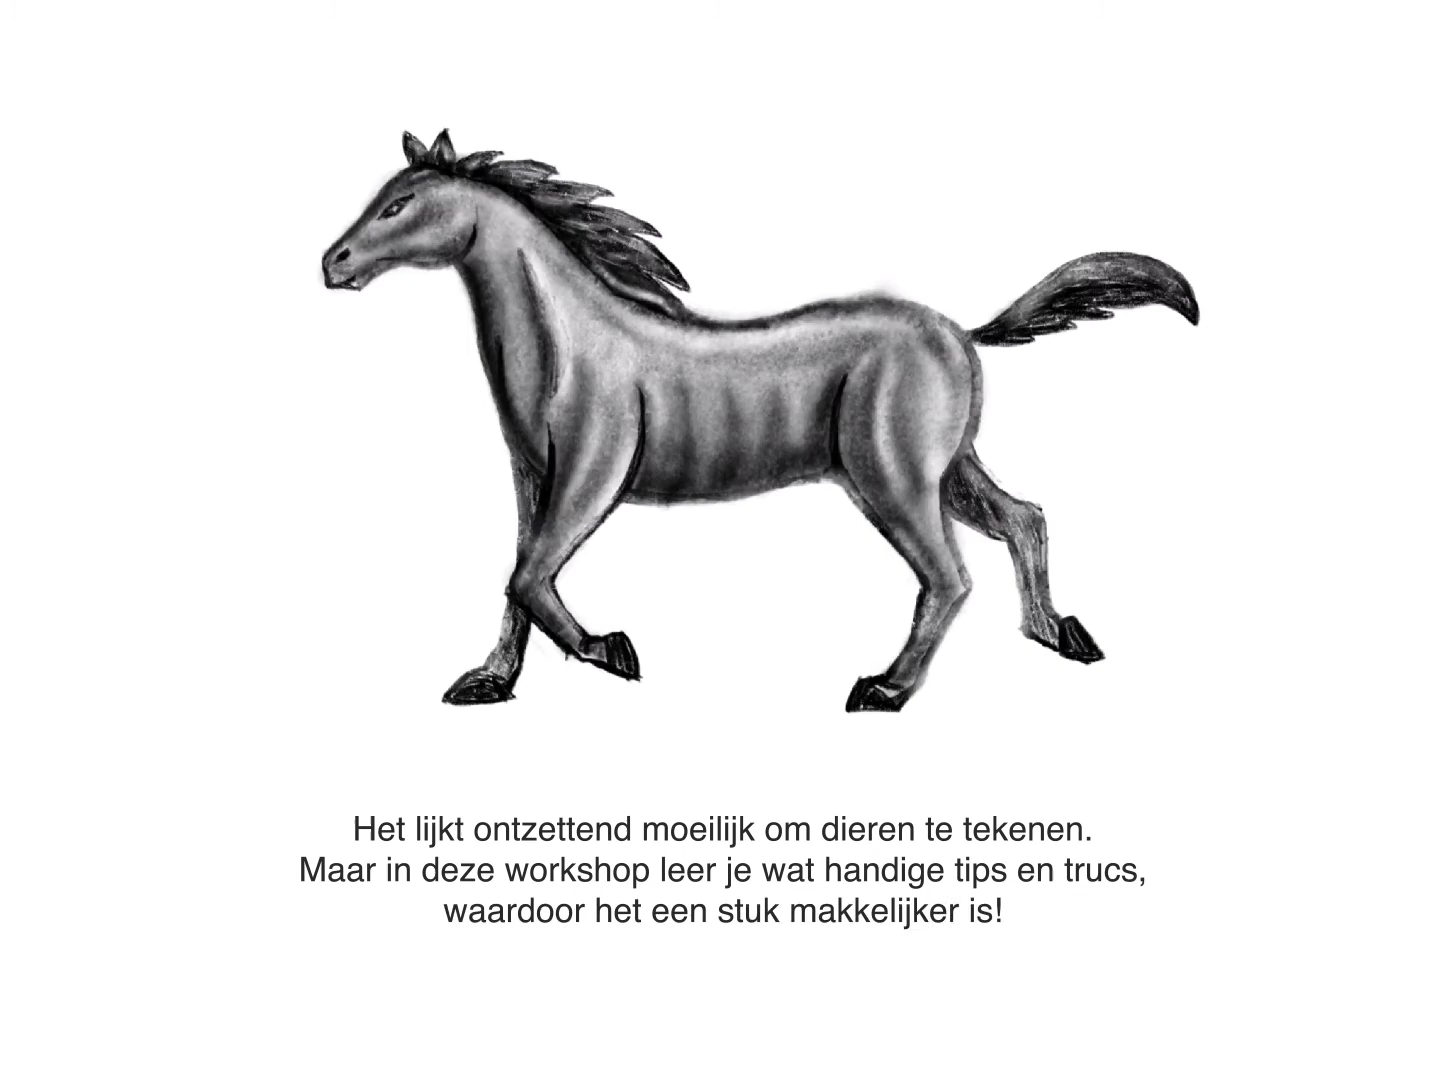 Het lijkt ontzettend moeilijk om dieren te tekenen.
Maar in deze workshop leer je wat handige tips en trucs,
waardoor het een stuk makkelijker is!